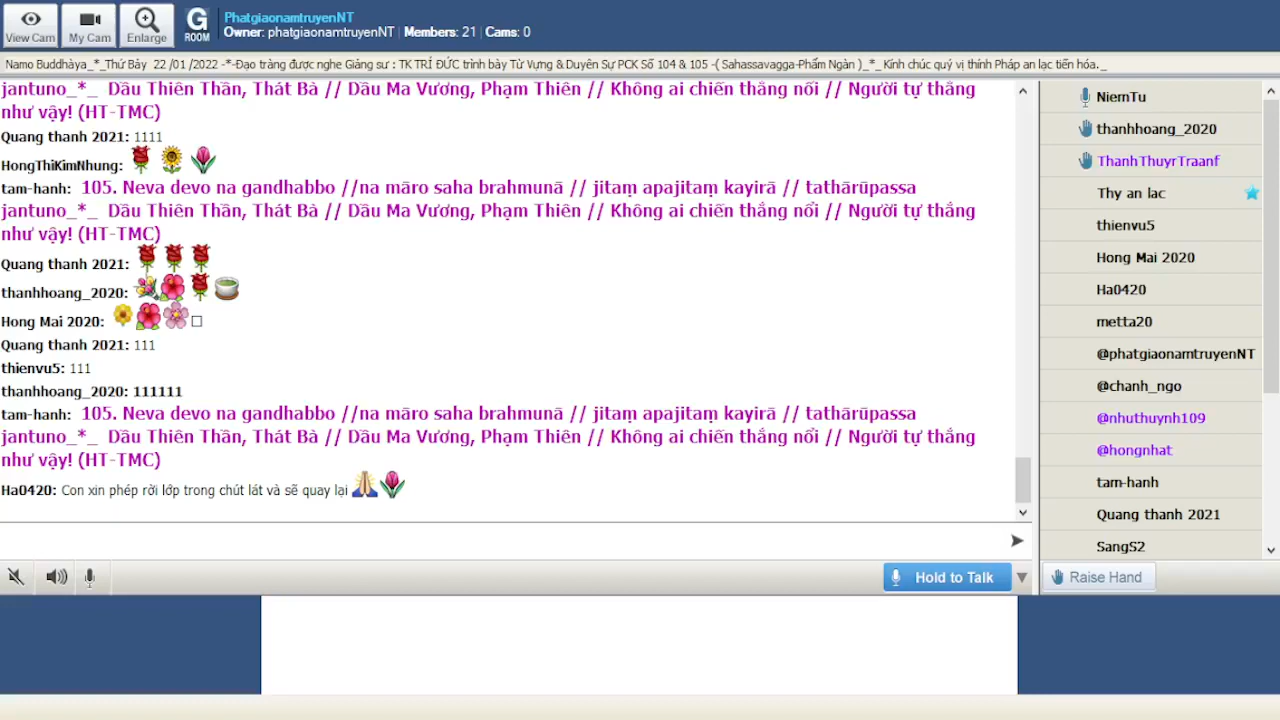 View Cam
My Cam
Enlarge
G
ROOM
PhatgiaonamtruyenNT
Owner: phatgiaonamtruyenNT | Members: 21 | Cams: 0
Namo Buddhàya_*_Thứ Bảy 22 /01 /2022 -*-Đạo tràng được nghe Giảng sư : TK TRÍ ĐỨC trình bày Từ Vựng & Duyên Sự PCK Số 104 & 105 -( Sahassavagga-Phẩm Ngàn )_*_ Kính chúc quý vị thính Pháp an lạc tiến hóa._
jantuno_*_ Dầu Thiên Thần, Thát Bà // Dầu Ma Vương, Phạm Thiên // Không ai chiến thắng nổi // Người tự thắng
như vậy! (HT-TMC)
Quang thanh 2021: 1111
HongThiKimNhung:
tam-hanh: 105. Neva devo na gandhabbo //na māro saha brahmunā // jitaṃ apajitaṃ kayirā // tathārūpassa
jantuno_*_ Dầu Thiên Thần, Thát Bà // Dầu Ma Vương, Phạm Thiên // Không ai chiến thắng nổi // Người tự thắng
như vậy! (HT-TMC)
Quang thanh 2021:
thanhhoang_2020:
Hong Mai 2020:
Quang thanh 2021: 111
thienvu5: 111
thanhhoang_2020: 111111
tam-hanh: 105. Neva devo na gandhabbo //na māro saha brahmunā // jitaṃ apajitaṃ kayirā // tathārūpassa
jantuno_*_ Dầu Thiên Thần, Thát Bà // Dầu Ma Vương, Phạm Thiên // Không ai chiến thắng nổi // Người tự thắng
như vậy! (HT-TMC)
Ha0420: Con xin phép rời lớp trong chút lát và sẽ quay lại
Hold to Talk
NiemTu
thanhhoang_2020
ThanhThuyrTraanf
Thy an lac
thienvu5
Hong Mai 2020
Ha0420
metta20
@phatgiaonamtruyenNT
@chanh_ngo
@nhuthuynh109
@hongnhat
tam-hanh
Quang thanh 2021
SangS2
Raise Hand